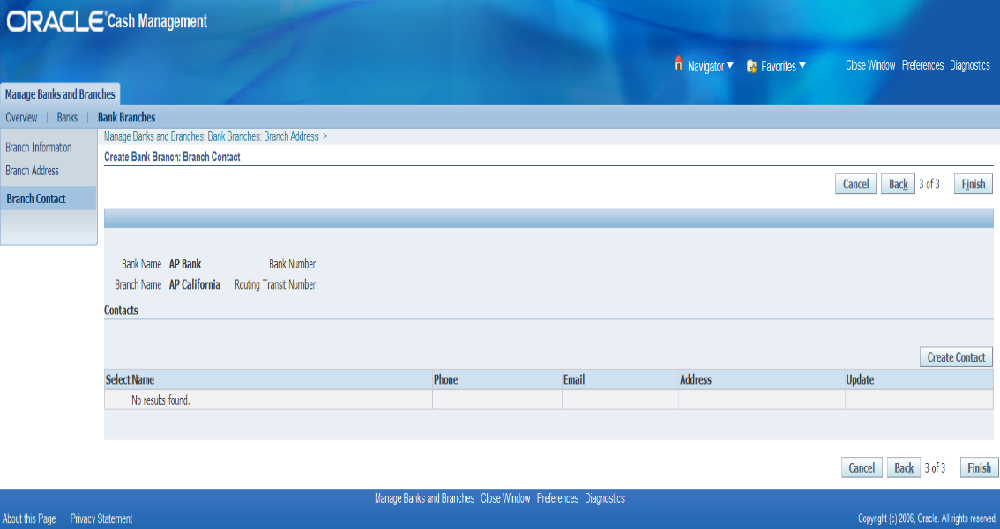 ORACLE® Cash Management
Navigator Favorites Close Window Preferences Diagnostics
Manage Banks and Branches
Overview | Banks | Bank Branches
Branch Information
Branch Address
Branch Contact
Manage Banks and Branches: Bank Branches: Branch Address >
Create Bank Branch: Branch Contact
Cancel Back 3 of 3 Finish
Bank Name AP Bank Bank Number
Branch Name AP California Routing Transit Number
Contacts
Create Contact
Select Name Phone Email Address Update
No results found.
Cancel Back 3 of 3 Finish
Manage Banks and Branches Close Window Preferences Diagnostics
About this Page Privacy Statement Copyright (c) 2006, Oracle. All rights reserved.